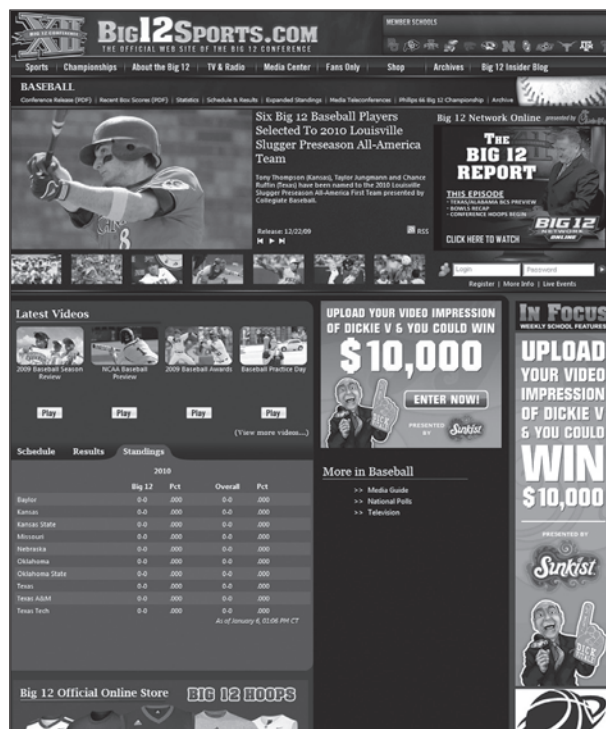 XII
BIG 12 CONFERENCE
BIG12SPORTS.COM
THE OFFICIAL WEB SITE OF THE BIG 12 CONFERENCE
MEMBER SCHOOLS
Sports | Championships | About the Big 12 | TV & Radio | Media Center | Fans Only | Shop | Archives | Big 12 Insider Blog
BASEBALL
Conference Release (PDF) | Recent Box Scores (PDF) | Statistics | Schedule & Results | Expanded Standings | Media Teleconferences | Philips 66 Big 12 Championship | Archive
Six Big 12 Baseball Players
Selected To 2010 Louisville
Slugger Preseason All-America
Team
Tony Thompson (Kansas), Taylor Jungmann and Chance
Ruffin (Texas) have been named to the 2010 Louisville
Slugger Preseason All-America First Team presented by
Collegiate Baseball.
Release: 12/22/09
RSS
8
Big 12 Network Online presented by
THE
BIG 12
REPORT
THIS EPISODE
- TEXAS/ALABAMA BCS PREVIEW
- BOWLS RECAP
- CONFERENCE HOOPS BEGIN
BIG 12
NETWORK
ONLINE
CLICK HERE TO WATCH
Login Password
Register | More Info | Live Events
Latest Videos
2009 Baseball Season
Review
NCAA Baseball
Preview
2009 Baseball Awards
Baseball Practice Day
Play Play Play Play
(View more videos...)
Schedule Results Standings
2010
Big 12 Pct Overall Pct
Baylor 0-0 .000 0-0 .000
Kansas 0-0 .000 0-0 .000
Kansas State 0-0 .000 0-0 .000
Missouri 0-0 .000 0-0 .000
Nebraska 0-0 .000 0-0 .000
Oklahoma 0-0 .000 0-0 .000
Oklahoma State 0-0 .000 0-0 .000
Texas 0-0 .000 0-0 .000
Texas A&M 0-0 .000 0-0 .000
Texas Tech 0-0 .000 0-0 .000
As of January 6, 01:06 PM CT
Big 12 Official Online Store BIG 12 HOOPS
UPLOAD YOUR VIDEO IMPRESSION
OF DICKIE V & YOU COULD WIN
$10,000
ENTER NOW!
PRESENTED
BY
Sunkist
More in Baseball
>> Media Guide
>> National Polls
>> Television
IN FOCUS
WEEKLY SCHOOL FEATURES
UPLOAD
YOUR VIDEO
IMPRESSION
OF DICKIE V
& YOU COULD
WIN
$10,000
PRESENTED BY
Sunkist